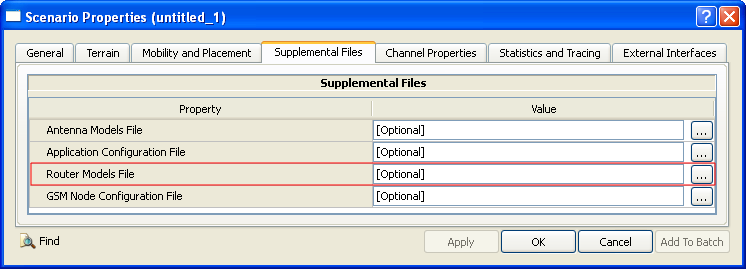 Scenario Properties (untitled_1)
General Terrain Mobility and Placement Supplemental Files Channel Properties Statistics and Tracing External Interfaces
Supplemental Files
Property Value
Antenna Models File [Optional] ...
Application Configuration File [Optional] ...
Router Models File [Optional] ...
GSM Node Configuration File [Optional] ...
Find Apply OK Cancel Add To Batch